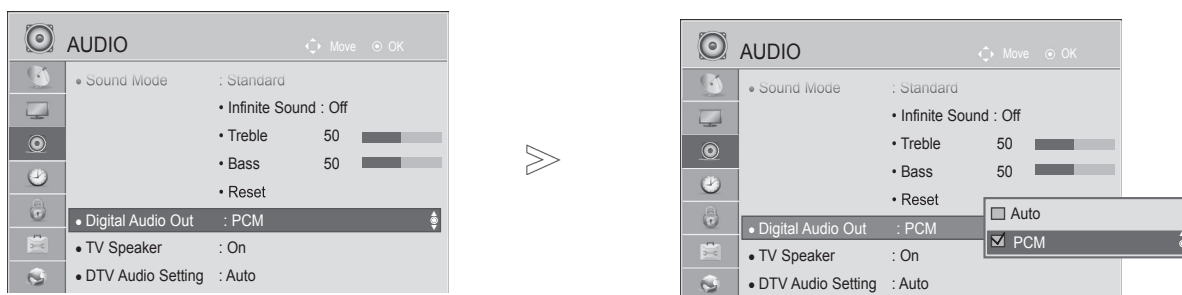 AUDIO
Move OK
• Sound Mode : Standard
• Infinite Sound : Off
• Treble 50
• Bass 50
• Reset
• Digital Audio Out : PCM
• TV Speaker : On
• DTV Audio Setting : Auto
AUDIO
Move OK
• Sound Mode : Standard
• Infinite Sound : Off
• Treble 50
• Bass 50
• Reset
Auto
• Digital Audio Out : PCM
PCM
• TV Speaker : On
• DTV Audio Setting : Auto